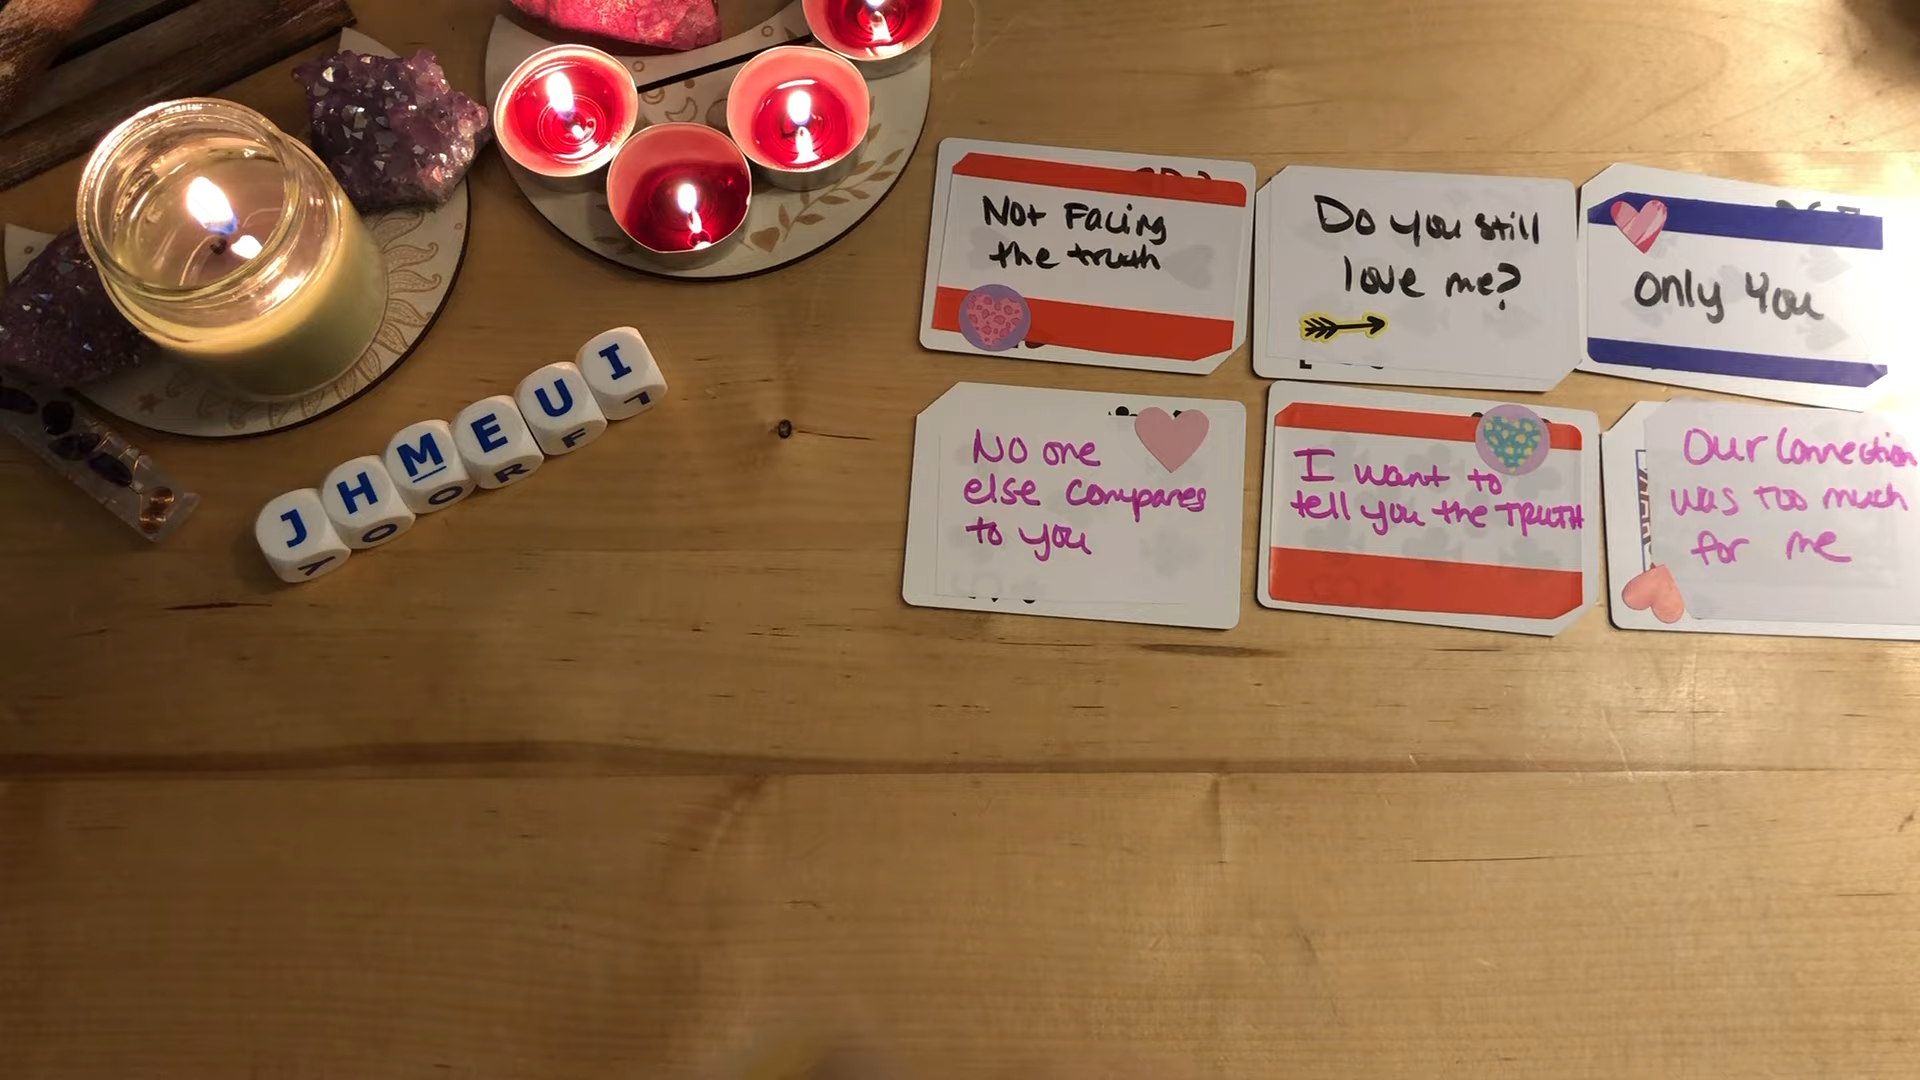 Not Facing
the truth
Do you still
love me?
Only You
No one
else compares
to you
I want to
tell you the TRUTH
Our Connection
was too much
for me
J H M E U I
Y O O R F